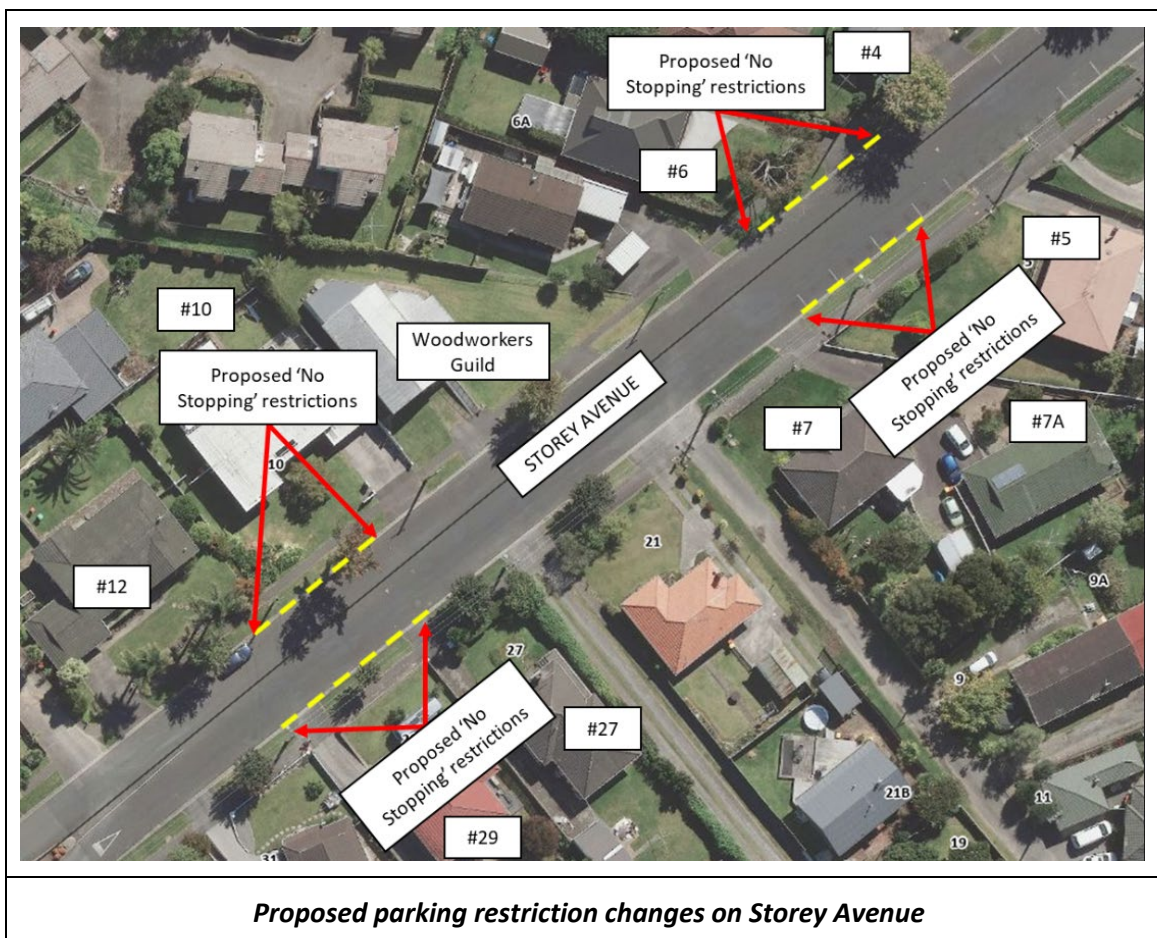 Proposed 'No
Stopping' restrictions
#4
6A
#6
#5
Proposed 'No
Stopping' restrictions
#10
Woodworkers
Guild
Proposed 'No
Stopping' restrictions
STOREY AVENUE
#7
#7A
10
21
9A
#12
27
9
Proposed 'No
Stopping' restrictions
#27
21B
11
#29
31
19
Proposed parking restriction changes on Storey Avenue